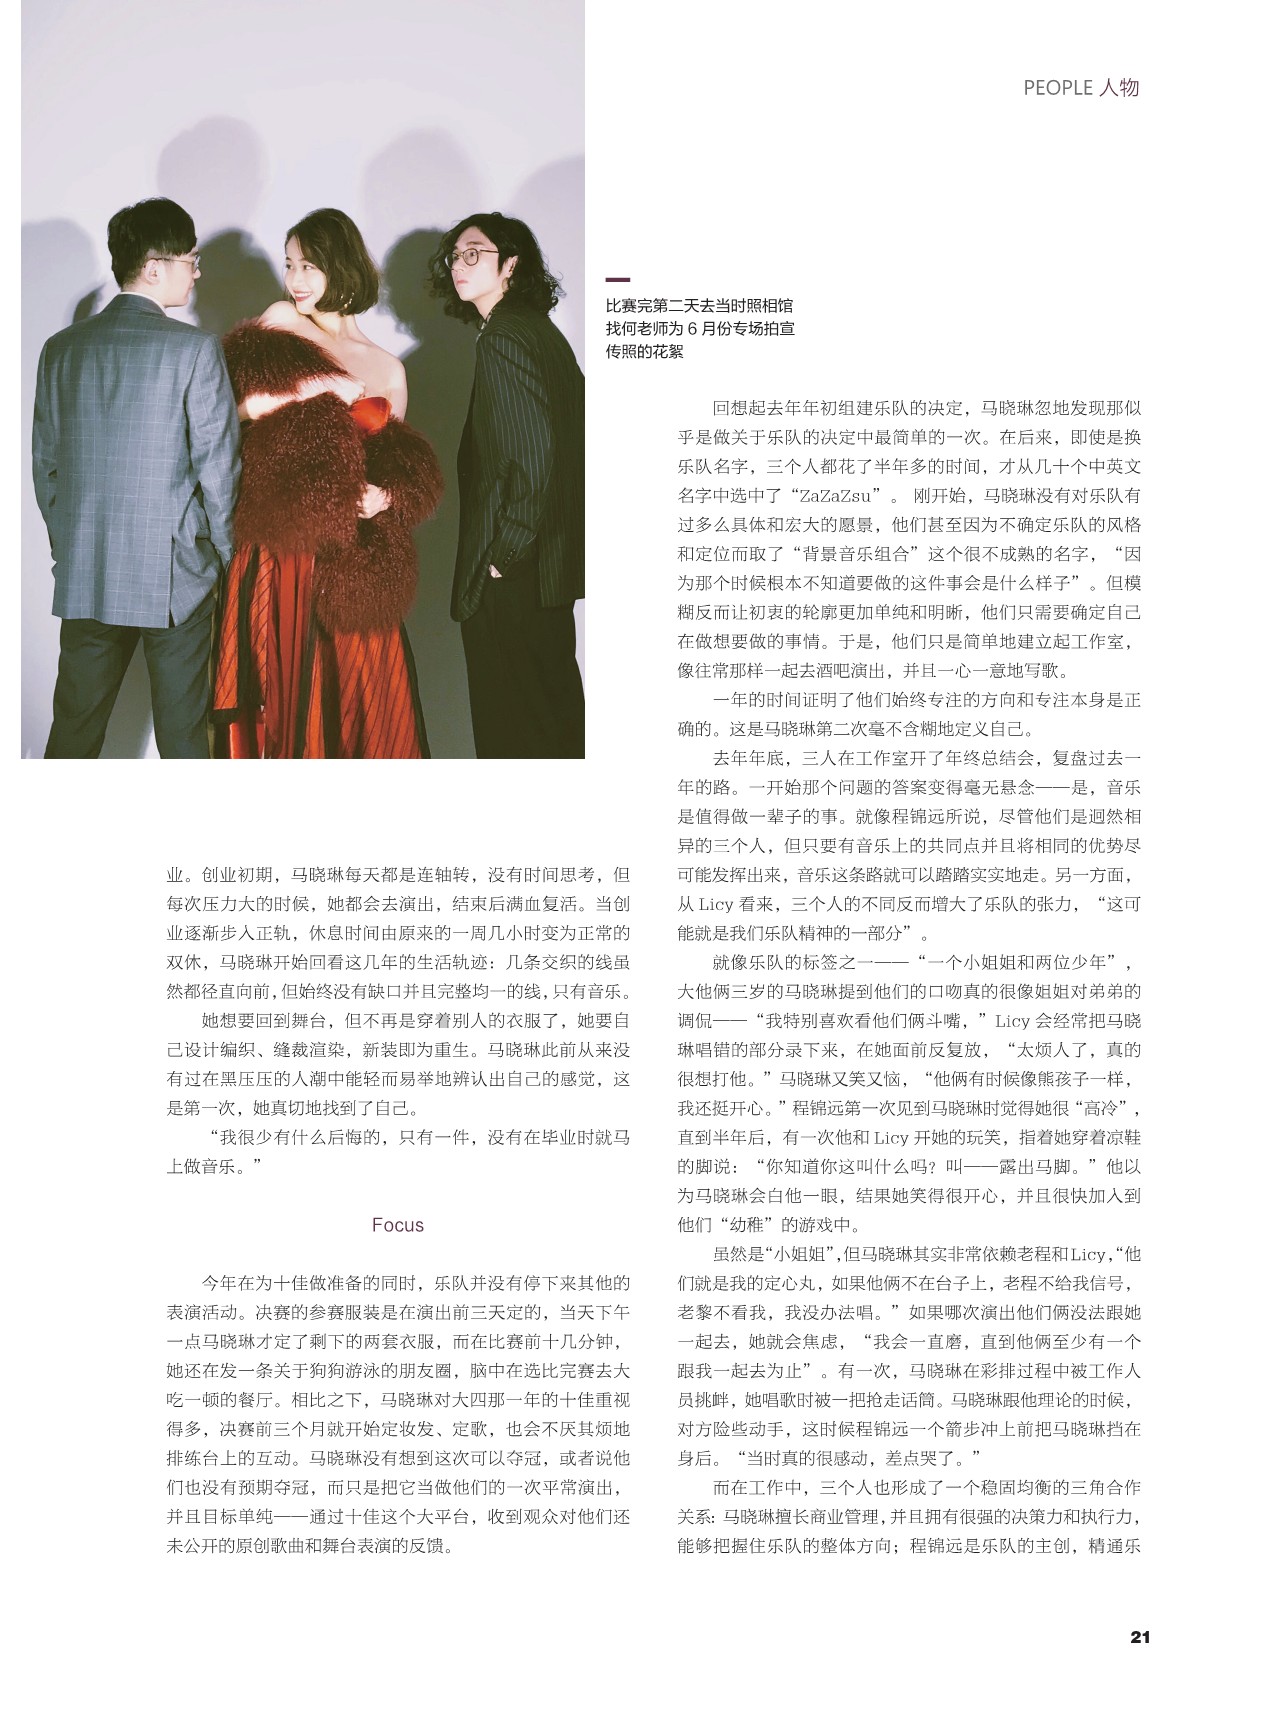 PEOPLE 人物
比赛完第二天去当时照相馆
找何老师为 6 月份专场拍宣
传照的花絮
业。创业初期，马晓琳每天都是连轴转，没有时间思考，但
每次压力大的时候，她都会去演出，结束后满血复活。当创
业逐渐步入正轨，休息时间由原来的一周几小时变为正常的
双休，马晓琳开始回看这几年的生活轨迹：几条交织的线虽
然都径直向前，但始终没有缺口并且完整均一的线，只有音乐。
她想要回到舞台，但不再是穿着别人的衣服了，她要自
己设计编织、缝裁渲染，新装即为重生。马晓琳此前从来没
有过在黑压压的人潮中能轻而易举地辨认出自己的感觉，这
是第一次，她真切地找到了自己。
“我很少有什么后悔的，只有一件，没有在毕业时就马
上做音乐。”
Focus
今年在为十佳做准备的同时，乐队并没有停下来其他的
表演活动。决赛的参赛服装是在演出前三天定的，当天下午
一点马晓琳才定了剩下的两套衣服，而在比赛前十几分钟，
她还在发一条关于狗狗游泳的朋友圈，脑中在选比完赛去大
吃一顿的餐厅。相比之下，马晓琳对大四那一年的十佳重视
得多，决赛前三个月就开始定妆发、定歌，也会不厌其烦地
排练台上的互动。马晓琳没有想到这次可以夺冠，或者说他
们也没有预期夺冠，而只是把它当做他们的一次平常演出，
并且目标单纯——通过十佳这个大平台，收到观众对他们还
未公开的原创歌曲和舞台表演的反馈。
回想起去年年初组建乐队的决定，马晓琳忽地发现那似
乎是做关于乐队的决定中最简单的一次。在后来，即使是换
乐队名字，三个人都花了半年多的时间，才从几十个中英文
名字中选中了“ZaZaZsu”。 刚开始，马晓琳没有对乐队有
过多么具体和宏大的愿景，他们甚至因为不确定乐队的风格
和定位而取了“背景音乐组合”这个很不成熟的名字，“因
为那个时候根本不知道要做的这件事会是什么样子”。但模
糊反而让初衷的轮廓更加单纯和明晰，他们只需要确定自己
在做想要做的事情。于是，他们只是简单地建立起工作室，
像往常那样一起去酒吧演出，并且一心一意地写歌。
一年的时间证明了他们始终专注的方向和专注本身是正
确的。这是马晓琳第二次毫不含糊地定义自己。
去年年底，三人在工作室开了年终总结会，复盘过去一
年的路。一开始那个问题的答案变得毫无悬念——是，音乐
是值得做一辈子的事。就像程锦远所说，尽管他们是迥然相
异的三个人，但只要有音乐上的共同点并且将相同的优势尽
可能发挥出来，音乐这条路就可以踏踏实实地走。另一方面，
从 Licy 看来，三个人的不同反而增大了乐队的张力，“这可
能就是我们乐队精神的一部分”。
就像乐队的标签之一——“一个小姐姐和两位少年”，
大他俩三岁的马晓琳提到他们的口吻真的很像姐姐对弟弟的
调侃——“我特别喜欢看他们俩斗嘴，”Licy 会经常把马晓
琳唱错的部分录下来，在她面前反复放，“太烦人了，真的
很想打他。”马晓琳又笑又恼，“他俩有时候像熊孩子一样，
我还挺开心。”程锦远第一次见到马晓琳时觉得她很“高冷”，
直到半年后，有一次他和 Licy 开她的玩笑，指着她穿着凉鞋
的脚说：“你知道你这叫什么吗？叫——露出马脚。”他以
为马晓琳会白他一眼，结果她笑得很开心，并且很快加入到
他们“幼稚”的游戏中。
虽然是“小姐姐”，但马晓琳其实非常依赖老程和Licy，“他
们就是我的定心丸，如果他俩不在台子上，老程不给我信号，
老黎不看我，我没办法唱。”如果哪次演出他们俩没法跟她
一起去，她就会焦虑，“我会一直磨，直到他俩至少有一个
跟我一起去为止”。有一次，马晓琳在彩排过程中被工作人
员挑衅，她唱歌时被一把抢走话筒。马晓琳跟他理论的时候，
对方险些动手，这时候程锦远一个箭步冲上前把马晓琳挡在
身后。“当时真的很感动，差点哭了。”
而在工作中，三个人也形成了一个稳固均衡的三角合作
关系：马晓琳擅长商业管理，并且拥有很强的决策力和执行力，
能够把握住乐队的整体方向；程锦远是乐队的主创，精通乐
21